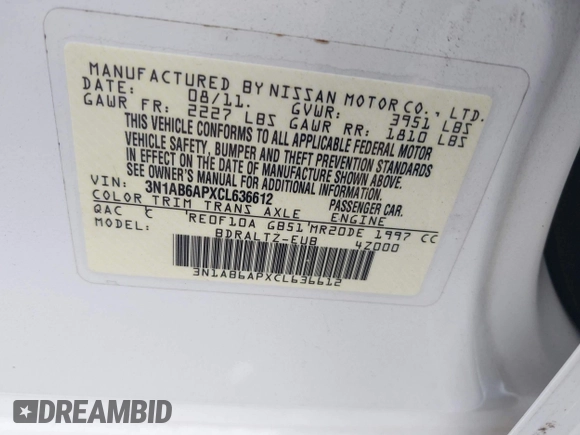 MANUFACTURED BY NISSAN MOTOR CO., LTD.
DATE: 08/11. GVWR: 3951 LBS
GAWR FR: 2227 LBS GAWR RR: 1810 LBS
THIS VEHICLE CONFORMS TO ALL APPLICABLE FEDERAL MOTOR
VEHICLE SAFETY, BUMPER, AND THEFT PREVENTION STANDARDS
IN EFFECT ON THE DATE OF MANUFACTURE SHOWN ABOVE.
SEE OWNER'S MANUAL FOR ADDITIONAL INFORMATION.
VIN: 3N1AB6APXCL636612 PASSENGER CAR.
COLOR TRIM TRANS AXLE ENGINE
QAC C RE0F10A GB51 MR20DE 1997 CC
MODEL: BDRALTZ-EUB 4Z000
3N1AB6APXCL636612
DREAMBID